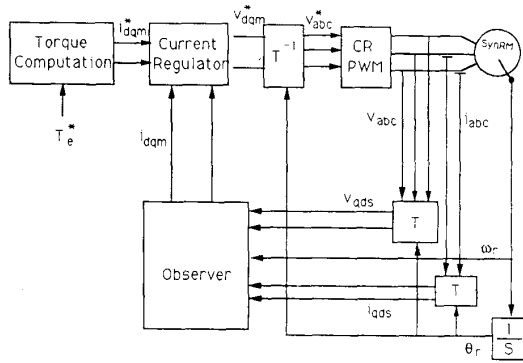 i*dqm
V*dqm
V*abc
Torque
Computation
Current
Regulator
T⁻¹
CR
PWM
SynRM
T*e
idqm
Vabc
iabc
Vqds
T
Observer
ωr
T
iqds
θr
1
S